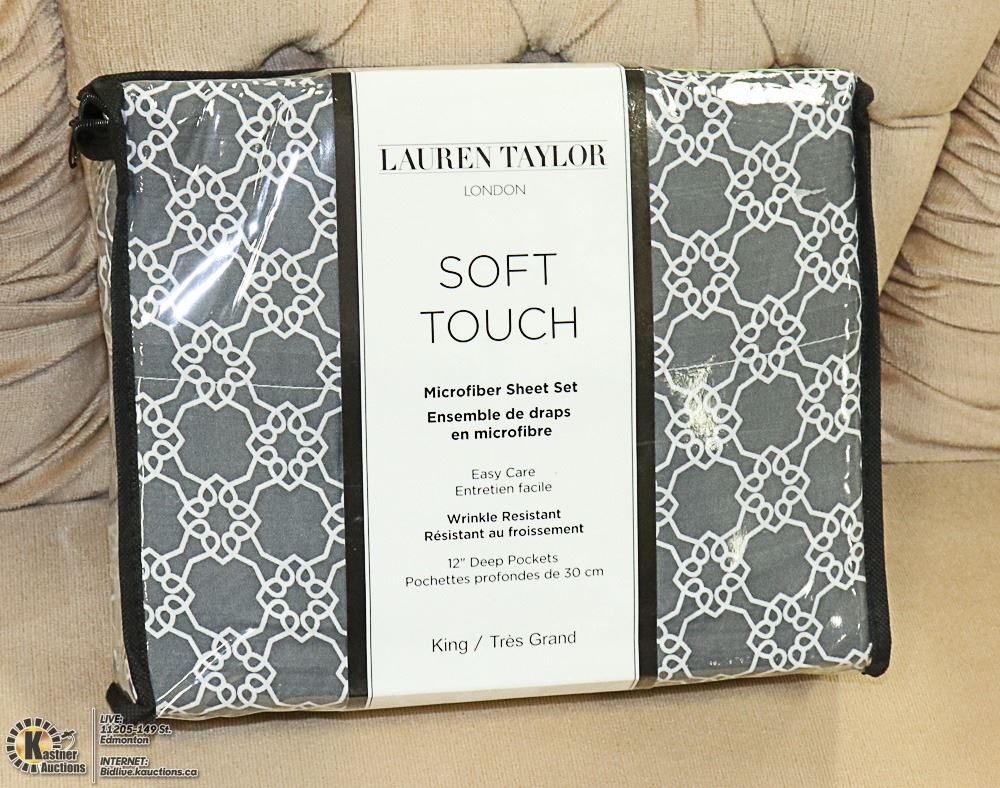 LAUREN TAYLOR
LONDON
SOFT
TOUCH
Microfiber Sheet Set
Ensemble de draps
en microfibre
Easy Care
Entretien facile
Wrinkle Resistant
Résistant au froissement
12" Deep Pockets
Pochettes profondes de 30 cm
King / Très Grand
Kastner
Auctions
LIVE:
11205-149 St.
Edmonton
INTERNET:
Bidlive.kauctions.ca